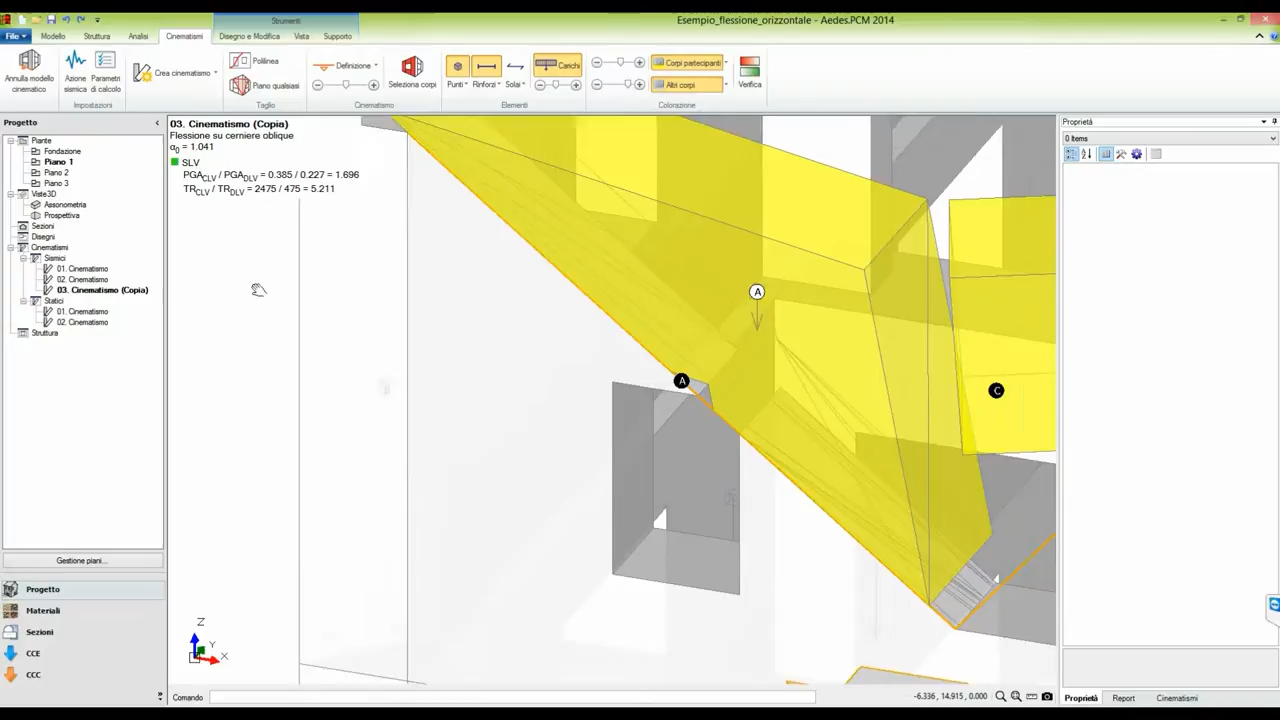 Strumenti
Esempio_flessione_orizzontale - Aedes.PCM 2014
File
Modello
Struttura
Analisi
Cinematismi
Disegno e Modifica
Vista
Supporto
Annulla modello cinematico
Azione sismica
Parametri di calcolo
Impostazioni
Crea cinematismo
Polilinea
Piano qualsiasi
Taglio
Definizione
Seleziona corpi
Cinematismo
Punti
Rinforzi
Solai
Carichi
Elementi
Corpi partecipanti
Altri corpi
Colorazione
Verifica
Progetto
Piante
Fondazione
Piano 1
Piano 2
Piano 3
Viste3D
Assonometria
Prospettiva
Sezioni
Disegni
Cinematismi
Sismici
01. Cinematismo
02. Cinematismo
03. Cinematismo (Copia)
Statici
01. Cinematismo
02. Cinematismo
Struttura
Gestione piani...
Progetto
Materiali
Sezioni
CCE
CCC
03. Cinematismo (Copia)
Flessione su cerniere oblique
α0 = 1.041
SLV
PGACLV / PGADLV = 0.385 / 0.227 = 1.696
TRCLV / TRDLV = 2475 / 475 = 5.211
A
A
C
Z
Y
X
Comando
-6.336, 14.915, 0.000
Proprietà
0 Items
Proprietà
Report
Cinematismi